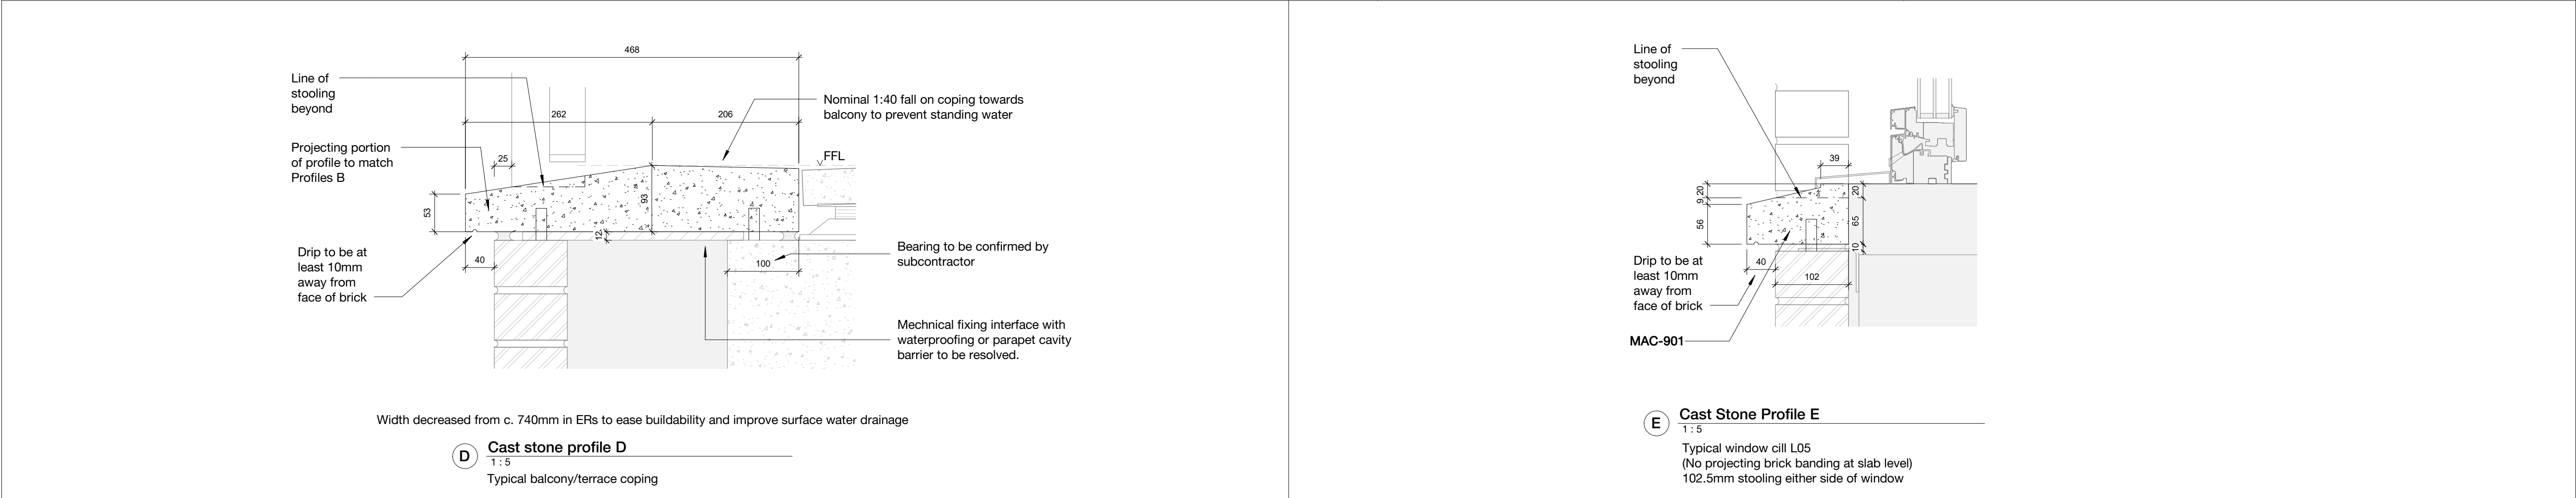 468
Line of
stooling
beyond
Nominal 1:40 fall on coping towards
balcony to prevent standing water
262
206
Projecting portion
of profile to match
Profiles B
25
FFL
53
93
12
Drip to be at
least 10mm
away from
face of brick
40
100
Bearing to be confirmed by
subcontractor
Mechnical fixing interface with
waterproofing or parapet cavity
barrier to be resolved.
Width decreased from c. 740mm in ERs to ease buildability and improve surface water drainage
D
Cast stone profile D
1 : 5
Typical balcony/terrace coping
Line of
stooling
beyond
39
20
9
56
20
65
10
40
102
Drip to be at
least 10mm
away from
face of brick
MAC-901
E
Cast Stone Profile E
1 : 5
Typical window cill L05
(No projecting brick banding at slab level)
102.5mm stooling either side of window